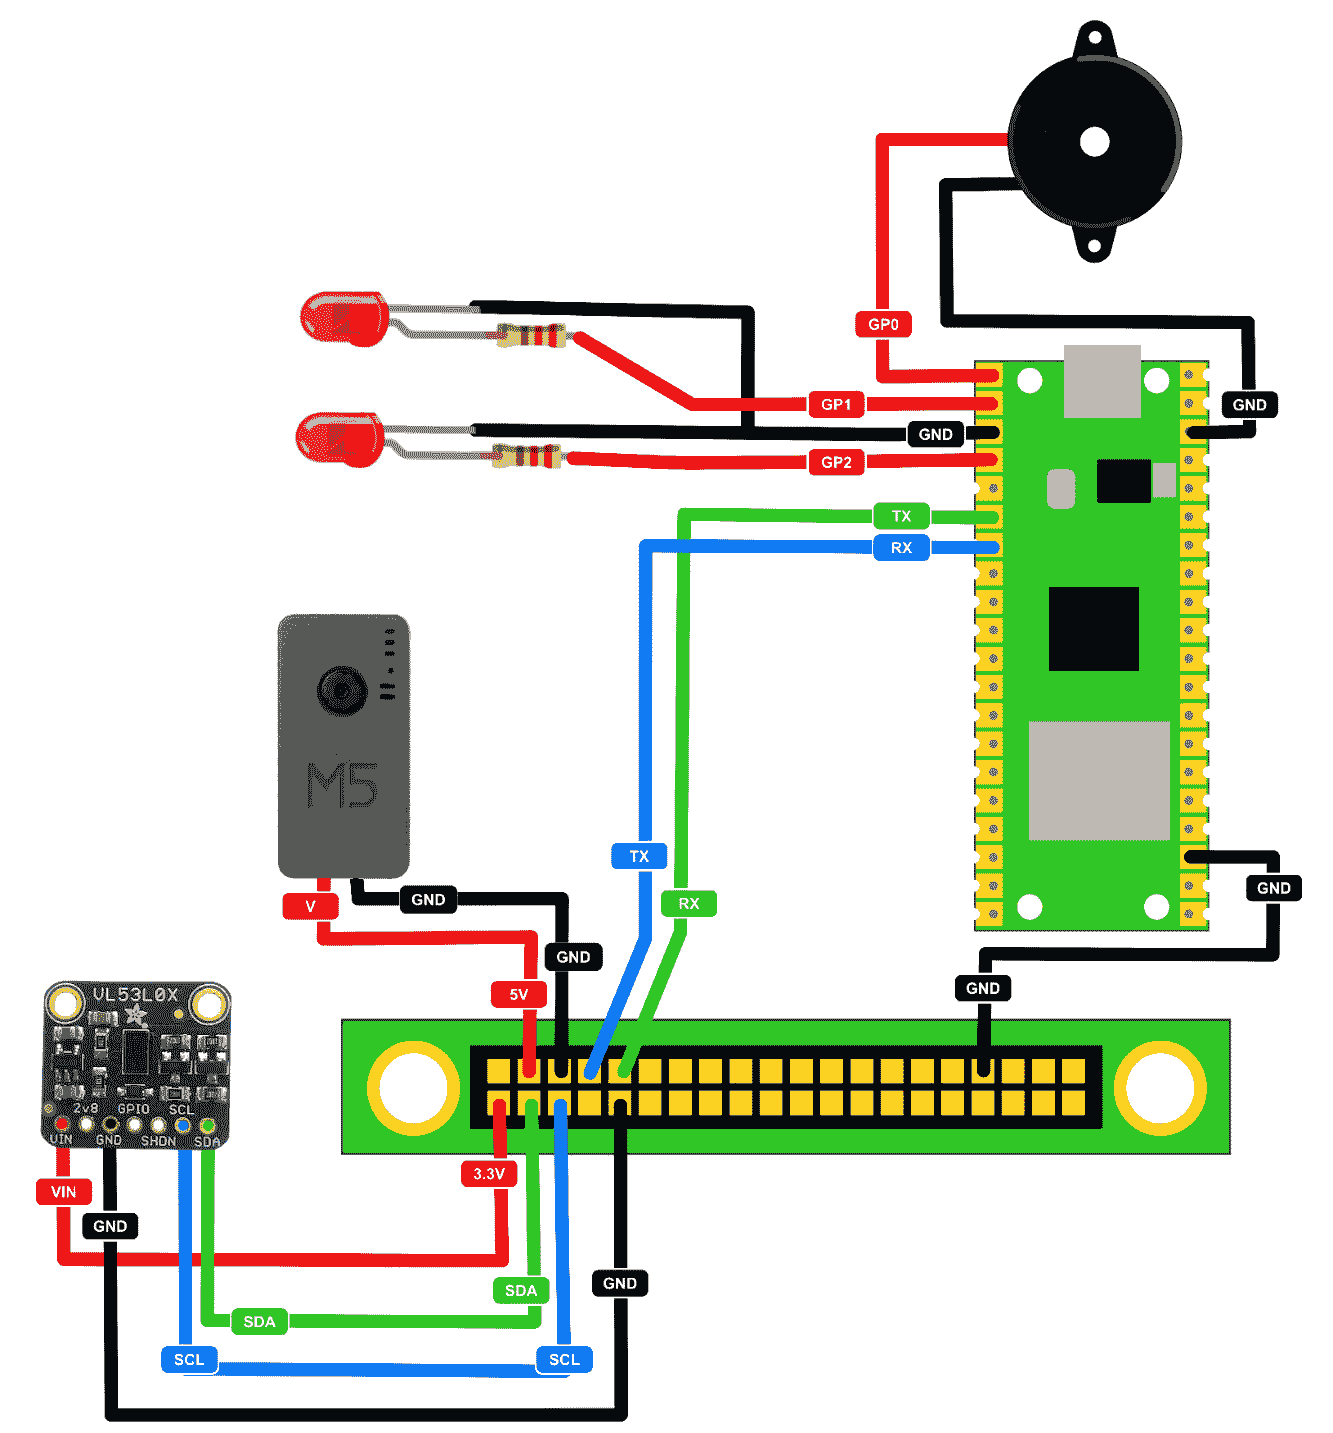 GP0
GP1
GND
GND
GP2
TX
RX
M5
TX
GND
V
GND
RX
GND
5V
GND
VL53L0X
2v8
GPIO
SCL
VIN
GND
SHDN
SDA
3.3V
VIN
GND
SDA
GND
SDA
SCL
SCL